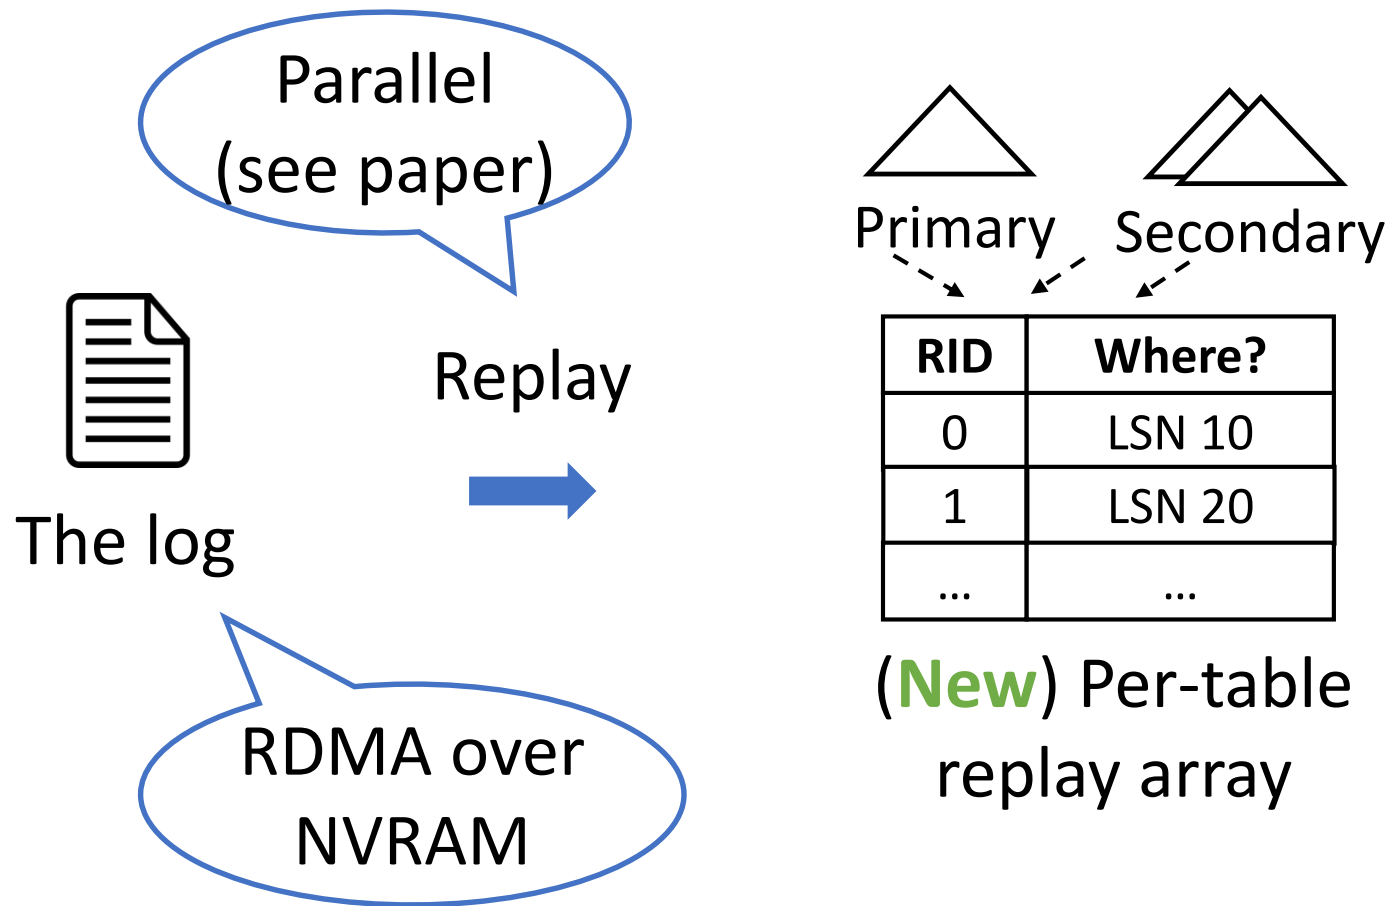 Parallel
(see paper)
Replay
The log
RDMA over
NVRAM
Primary
Secondary
RID Where?
0 LSN 10
1 LSN 20
... ...
(New) Per-table
replay array